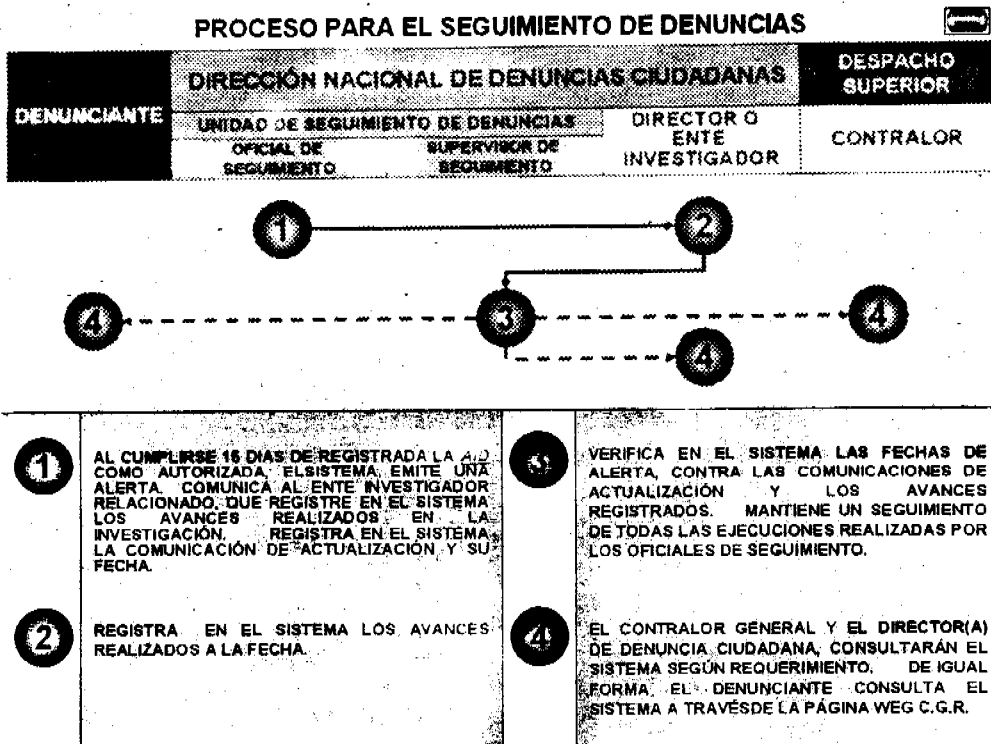 PROCESO PARA EL SEGUIMIENTO DE DENUNCIAS
DENUNCIANTE
DIRECCIÓN NACIONAL DE DENUNCIAS CIUDADANAS
DESPACHO
SUPERIOR
UNIDAD DE SEGUIMIENTO DE DENUNCIAS
OFICIAL DE
SEGUIMIENTO
SUPERVISOR DE
SEGUIMIENTO
DIRECTOR O
ENTE
INVESTIGADOR
CONTRALOR
1
2
4
3
4
4
1
AL CUMPLIRSE 15 DIAS DE REGISTRADA LA A.D
COMO AUTORIZADA, ELSISTEMA EMITE UNA
ALERTA. COMUNICA AL ENTE INVESTIGADOR
RELACIONADO, QUE REGISTRE EN EL SISTEMA
LOS AVANCES REALIZADOS EN LA
INVESTIGACIÓN. REGISTRA EN EL SISTEMA
LA COMUNICACIÓN DE ACTUALIZACIÓN Y SU
FECHA.
2
REGISTRA EN EL SISTEMA LOS AVANCES
REALIZADOS A LA FECHA.
3
VERIFICA EN EL SISTEMA LAS FECHAS DE
ALERTA, CONTRA LAS COMUNICACIONES DE
ACTUALIZACIÓN Y LOS AVANCES
REGISTRADOS. MANTIENE UN SEGUIMIENTO
DE TODAS LAS EJECUCIONES REALIZADAS POR
LOS OFICIALES DE SEGUIMIENTO.
4
EL CONTRALOR GENERAL Y EL DIRECTOR(A)
DE DENUNCIA CIUDADANA, CONSULTARÁN EL
SISTEMA SEGÚN REQUERIMIENTO. DE IGUAL
FORMA, EL DENUNCIANTE CONSULTA EL
SISTEMA A TRAVÉSDE LA PÁGINA WEG C.G.R.